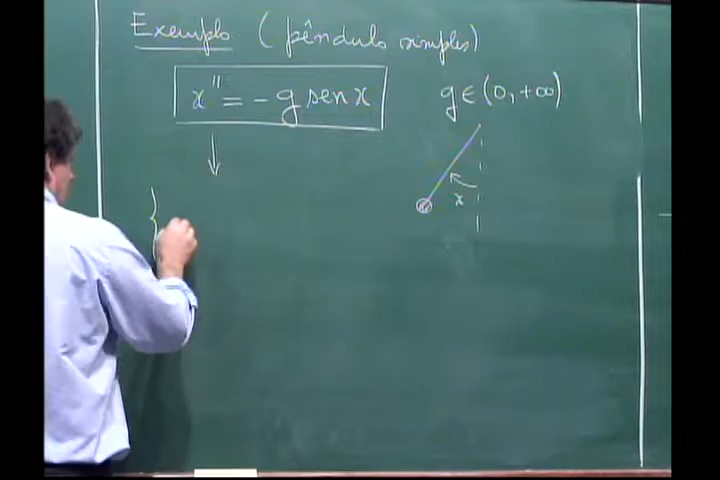 Exemplo (pêndulo simples)
x'' = -g sen x g ∈ (0, +∞)
x